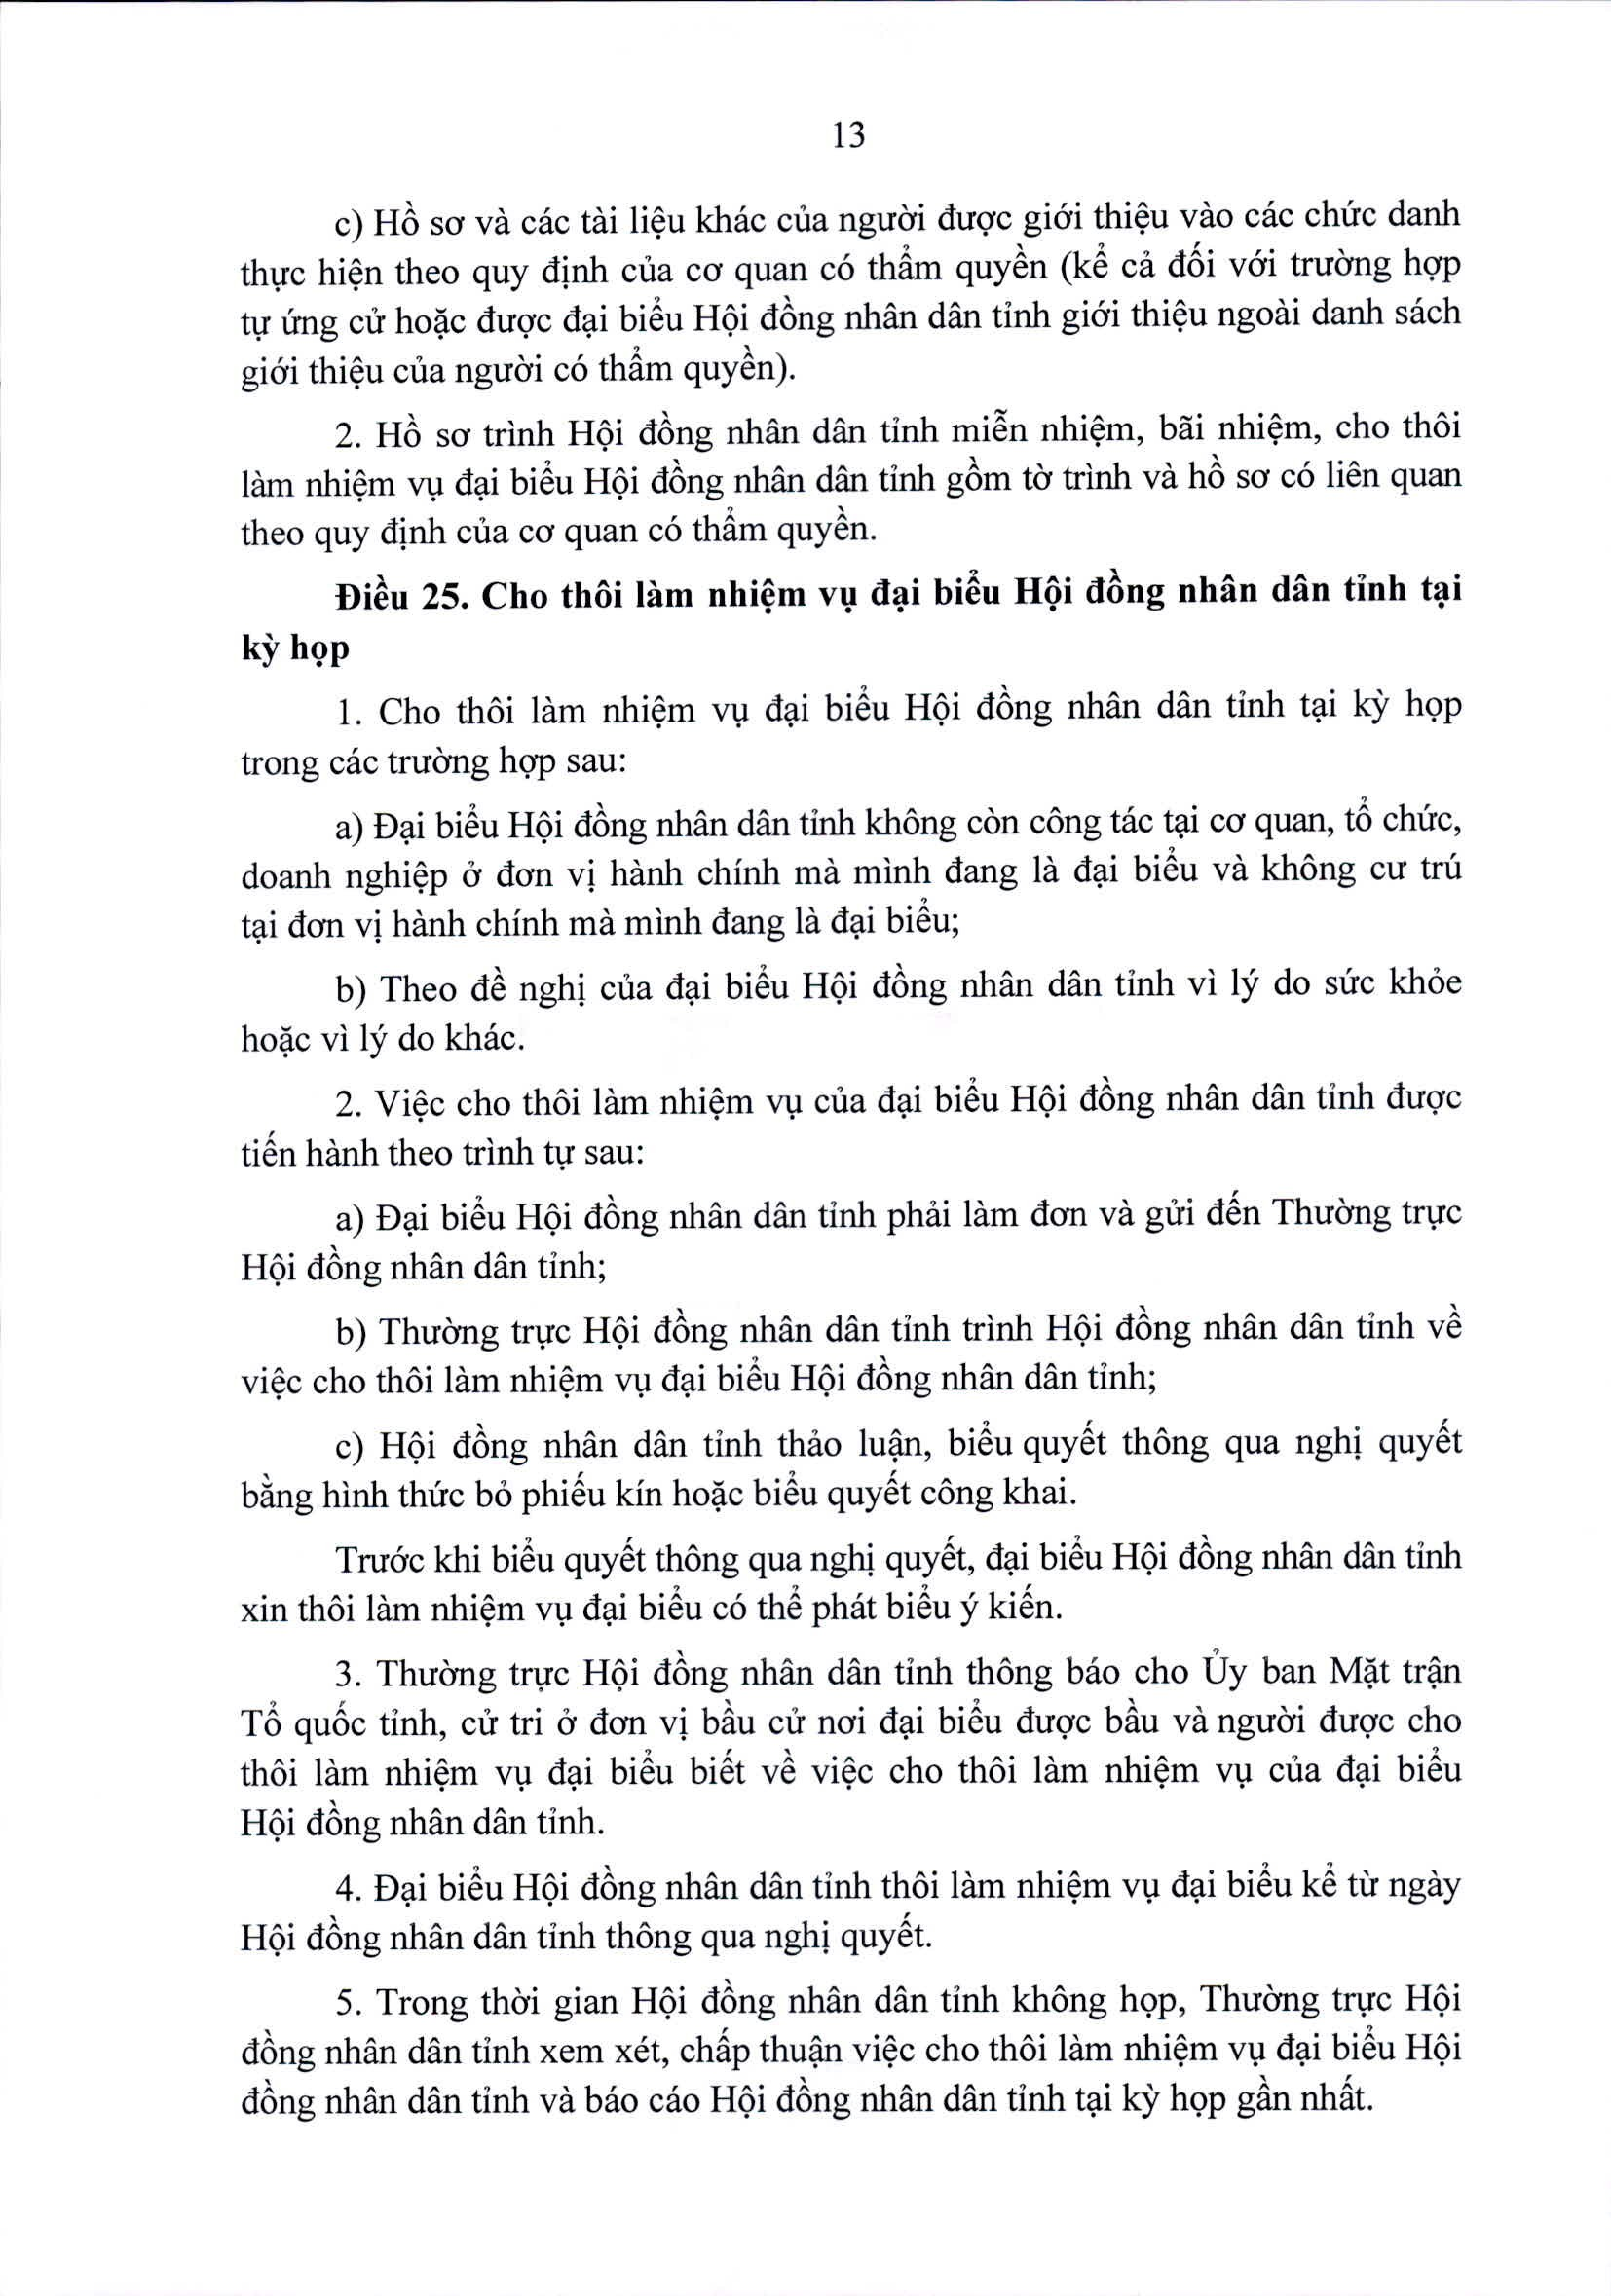 13
c) Hồ sơ và các tài liệu khác của người được giới thiệu vào các chức danh
thực hiện theo quy định của cơ quan có thẩm quyền (kể cả đối với trường hợp
tự ứng cử hoặc được đại biểu Hội đồng nhân dân tỉnh giới thiệu ngoài danh sách
giới thiệu của người có thẩm quyền).
2. Hồ sơ trình Hội đồng nhân dân tỉnh miễn nhiệm, bãi nhiệm, cho thôi
làm nhiệm vụ đại biểu Hội đồng nhân dân tỉnh gồm tờ trình và hồ sơ có liên quan
theo quy định của cơ quan có thẩm quyền.
Điều 25. Cho thôi làm nhiệm vụ đại biểu Hội đồng nhân dân tỉnh tại
kỳ họp
1. Cho thôi làm nhiệm vụ đại biểu Hội đồng nhân dân tỉnh tại kỳ họp
trong các trường hợp sau:
a) Đại biểu Hội đồng nhân dân tỉnh không còn công tác tại cơ quan, tổ chức,
doanh nghiệp ở đơn vị hành chính mà mình đang là đại biểu và không cư trú
tại đơn vị hành chính mà mình đang là đại biểu;
b) Theo đề nghị của đại biểu Hội đồng nhân dân tỉnh vì lý do sức khỏe
hoặc vì lý do khác.
2. Việc cho thôi làm nhiệm vụ của đại biểu Hội đồng nhân dân tỉnh được
tiến hành theo trình tự sau:
a) Đại biểu Hội đồng nhân dân tỉnh phải làm đơn và gửi đến Thường trực
Hội đồng nhân dân tỉnh;
b) Thường trực Hội đồng nhân dân tỉnh trình Hội đồng nhân dân tỉnh về
việc cho thôi làm nhiệm vụ đại biểu Hội đồng nhân dân tỉnh;
c) Hội đồng nhân dân tỉnh thảo luận, biểu quyết thông qua nghị quyết
bằng hình thức bỏ phiếu kín hoặc biểu quyết công khai.
Trước khi biểu quyết thông qua nghị quyết, đại biểu Hội đồng nhân dân tỉnh
xin thôi làm nhiệm vụ đại biểu có thể phát biểu ý kiến.
3. Thường trực Hội đồng nhân dân tỉnh thông báo cho Ủy ban Mặt trận
Tổ quốc tỉnh, cử tri ở đơn vị bầu cử nơi đại biểu được bầu và người được cho
thôi làm nhiệm vụ đại biểu biết về việc cho thôi làm nhiệm vụ của đại biểu
Hội đồng nhân dân tỉnh.
4. Đại biểu Hội đồng nhân dân tỉnh thôi làm nhiệm vụ đại biểu kể từ ngày
Hội đồng nhân dân tỉnh thông qua nghị quyết.
5. Trong thời gian Hội đồng nhân dân tỉnh không họp, Thường trực Hội
đồng nhân dân tỉnh xem xét, chấp thuận việc cho thôi làm nhiệm vụ đại biểu Hội
đồng nhân dân tỉnh và báo cáo Hội đồng nhân dân tỉnh tại kỳ họp gần nhất.